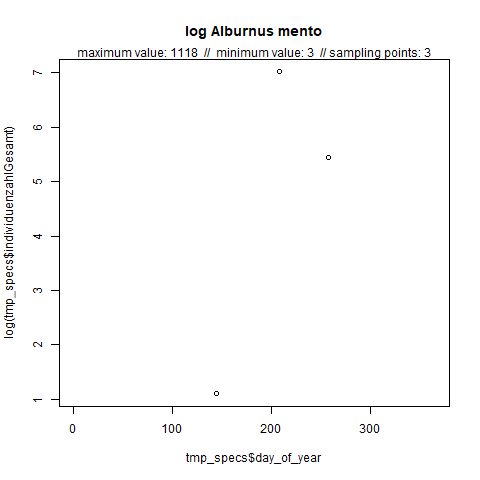 log Alburnus mento
maximum value: 1118 // minimum value: 3 // sampling points: 3
log(tmp_specs$individuenzahlGesamt)
7
6
5
4
3
2
1
0 100 200 300
tmp_specs$day_of_year